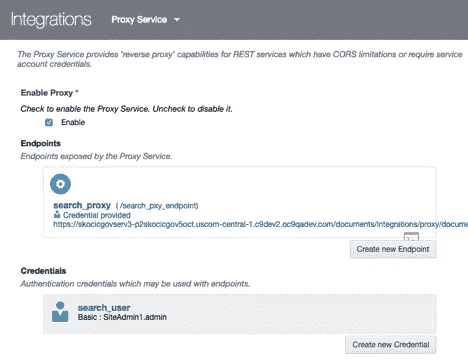 Integrations Proxy Service
The Proxy Service provides 'reverse proxy' capabilities for REST services which have CORS limitations or require service
account credentials.
Enable Proxy *
Check to enable the Proxy Service. Uncheck to disable it.
Enable
Endpoints
Endpoints exposed by the Proxy Service.
search_proxy ( /search_pxy_endpoint)
Credential provided
https://skocicgovserv3-p2skocicgov5oct.uscom-central-1.c9dev2.oc9qadev.com/documents/integrations/proxy/docume
Create new Endpoint
Credentials
Authentication credentials which may be used with endpoints.
search_user
Basic : SiteAdmin1.admin
Create new Credential